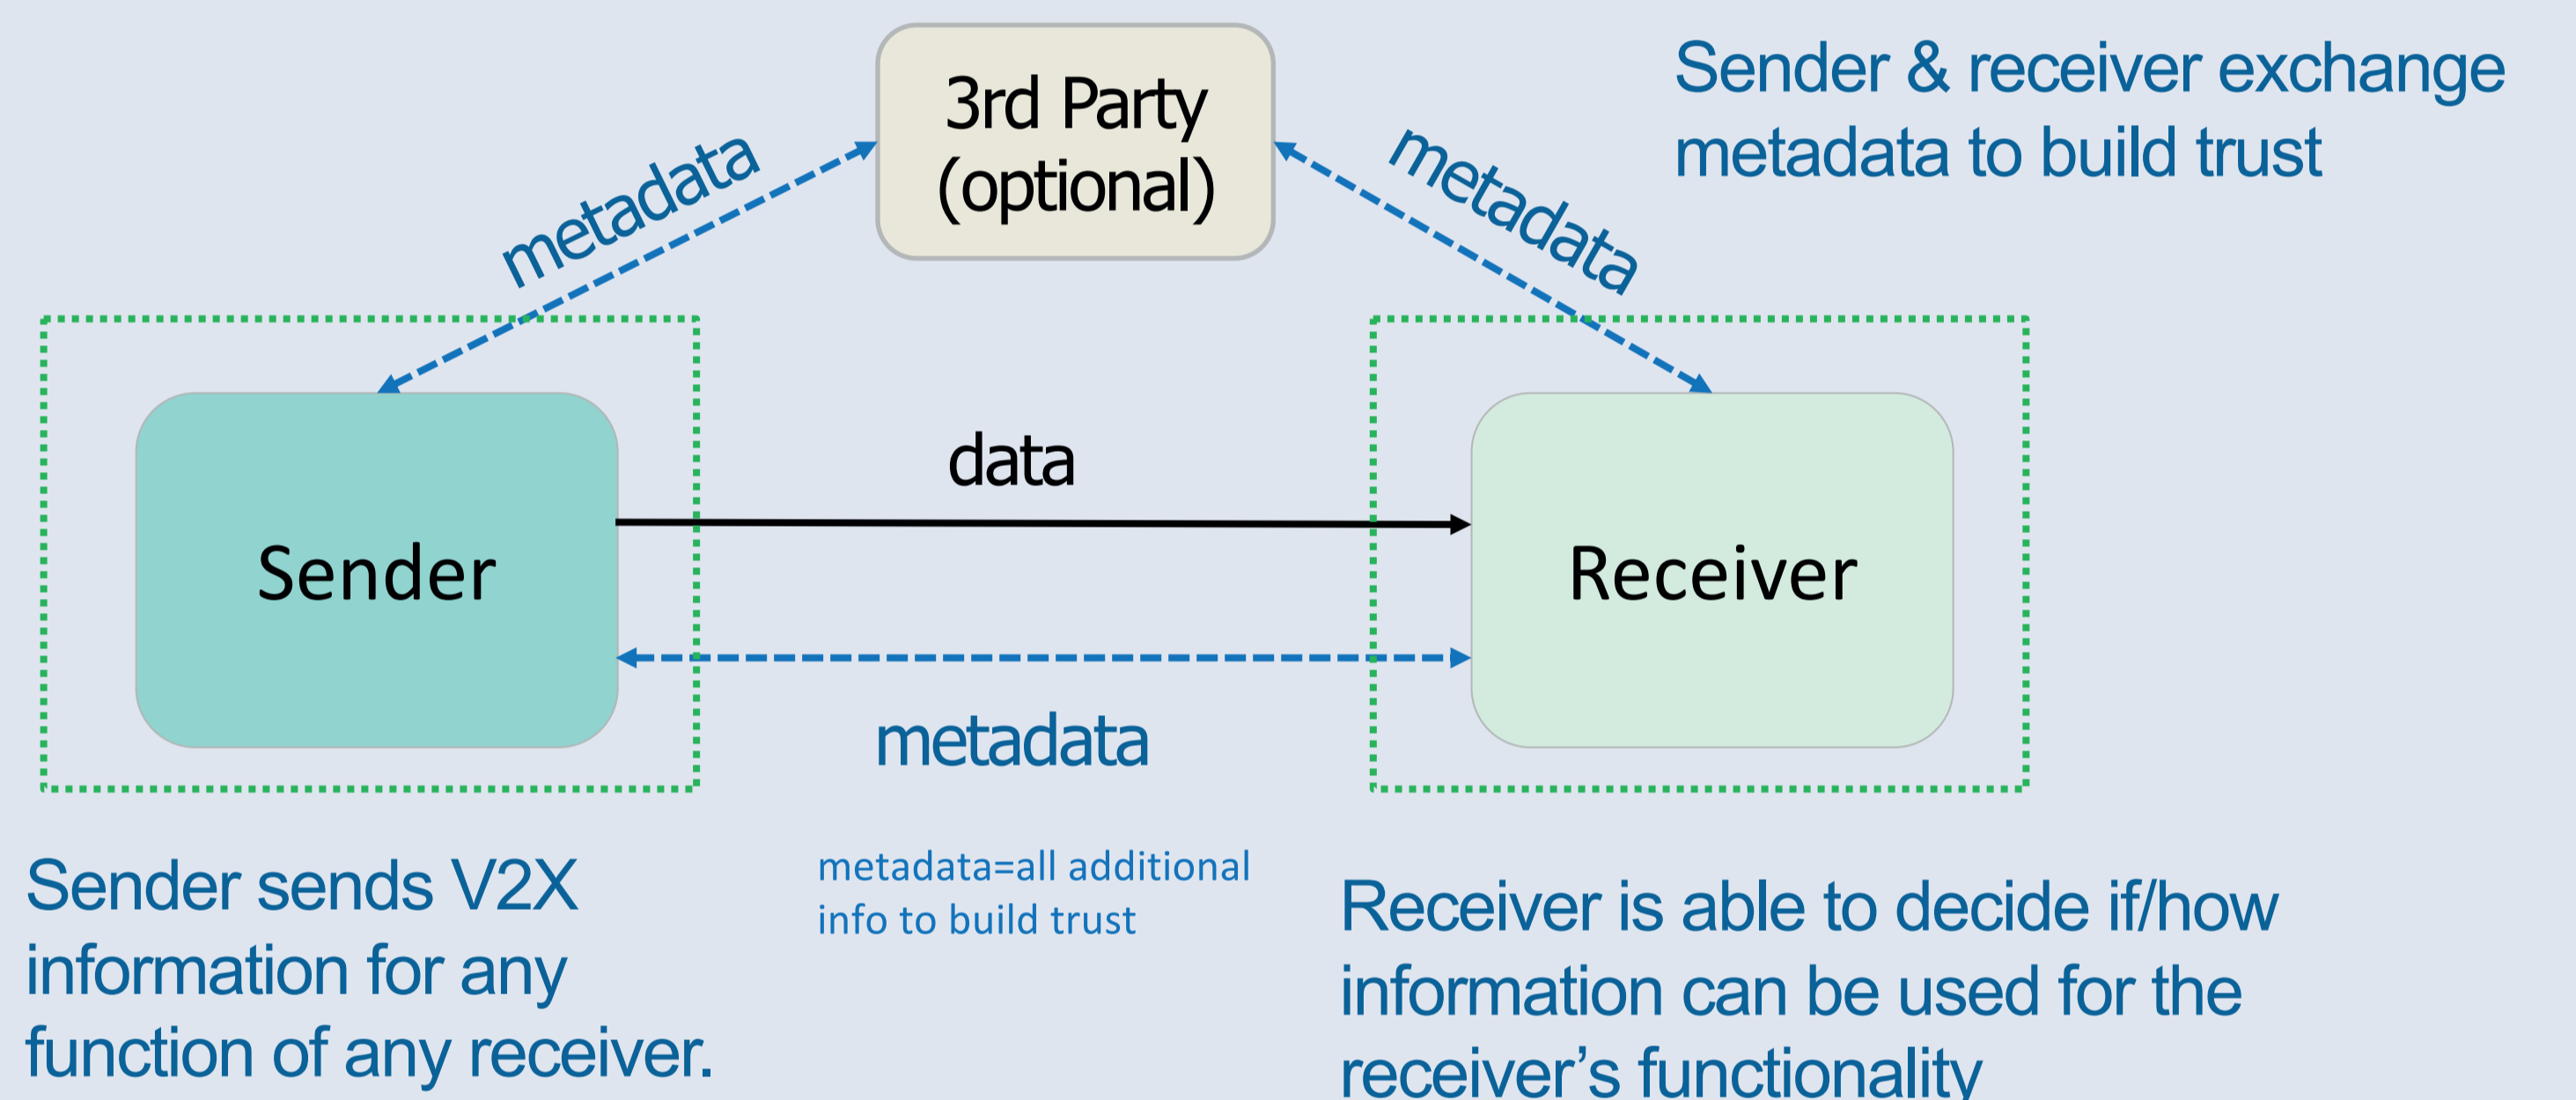 3rd Party
(optional)
Sender & receiver exchange
metadata to build trust
metadata
metadata
data
Sender
Receiver
metadata
metadata=all additional
info to build trust
Sender sends V2X
information for any
function of any receiver.
Receiver is able to decide if/how
information can be used for the
receiver’s functionality